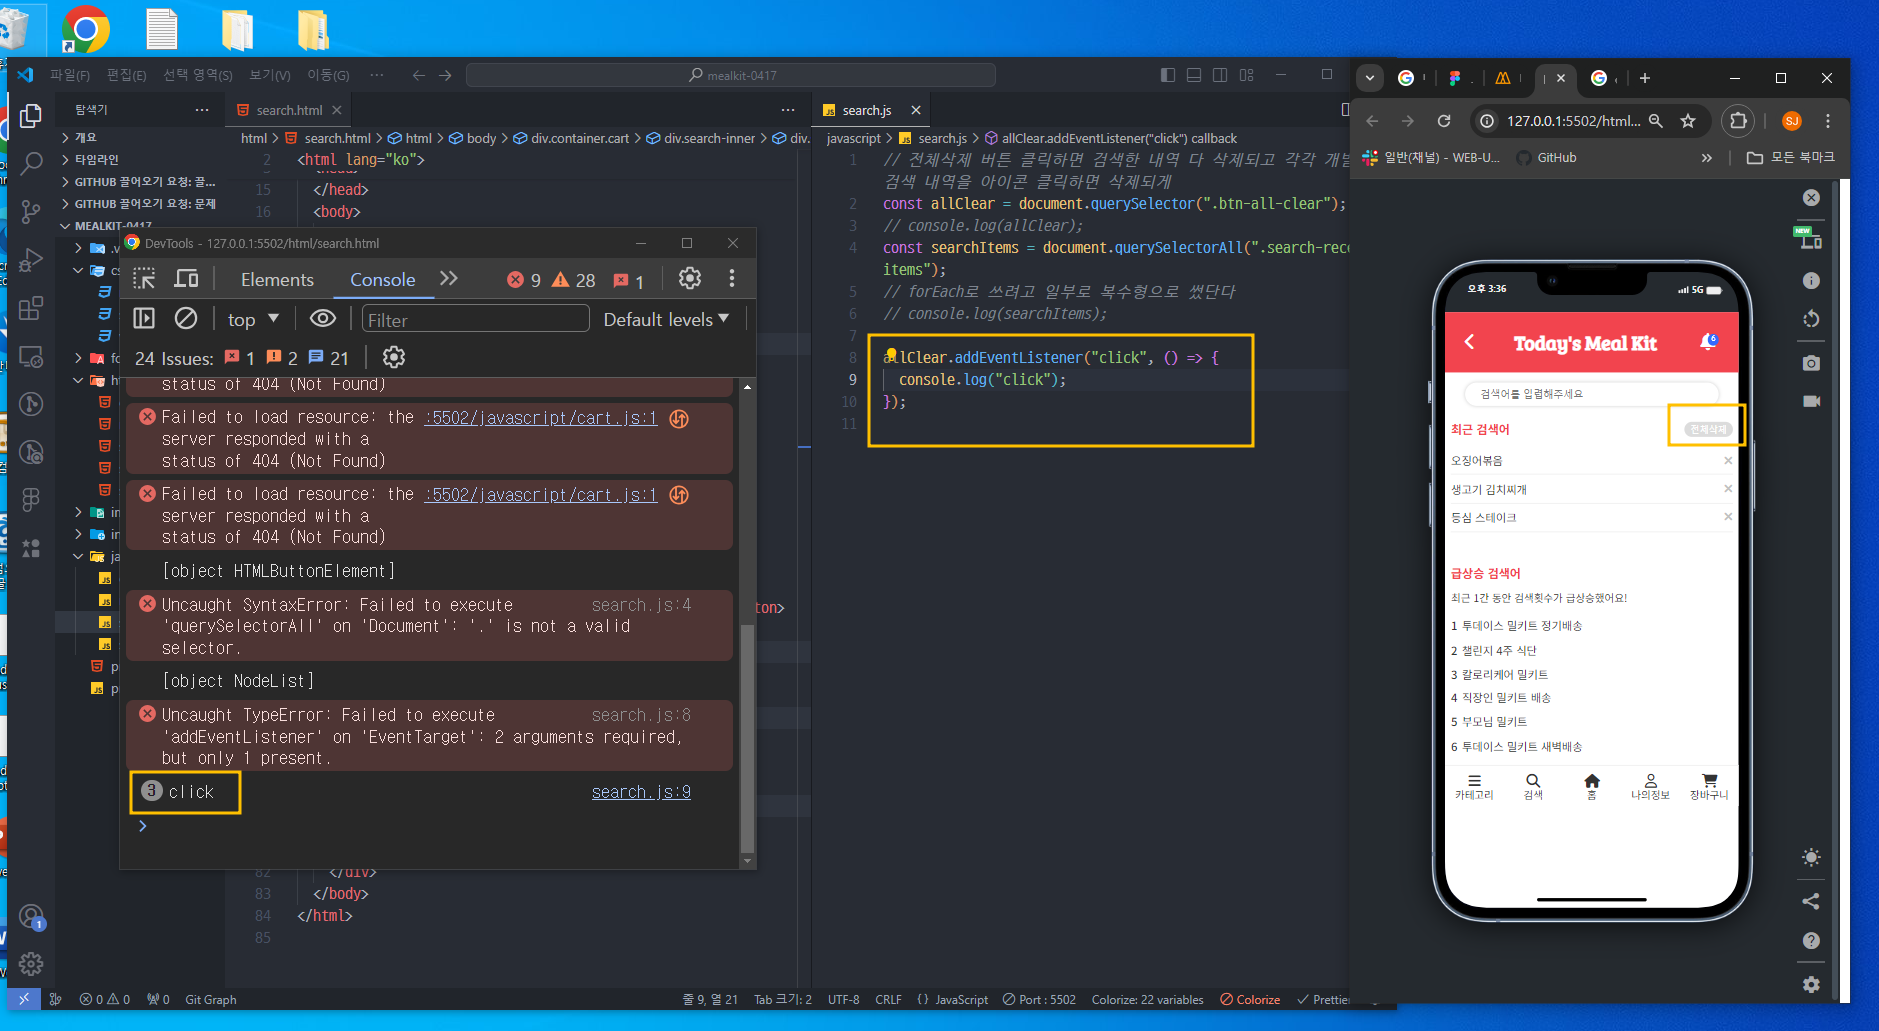 파일(F) 편집(E) 선택 영역(S) 보기(V) 이동(G) ···
mealkit-0417
탐색기
개요
타임라인
GITHUB 끌어오기 요청: 끌...
GITHUB 끌어오기 요청: 문제
MEALKIT-0417
search.html
html > search.html > html > body > div.container.cart > div.search-inner > div.
2 <html lang="ko">
15 </head>
16 <body>
82 </div>
83 </body>
84 </html>
85
search.js
javascript > search.js > allClear.addEventListener("click") callback
1 // 전체삭제 버튼 클릭하면 검색한 내역 다 삭제되고 각각 개별
검색 내역을 아이콘 클릭하면 삭제되게
2 const allClear = document.querySelector(".btn-all-clear");
3 // console.log(allClear);
4 const searchItems = document.querySelectorAll(".search-rece
items");
5 // forEach로 쓰려고 일부로 복수형으로 썼단다
6 // console.log(searchItems);
7
8 allClear.addEventListener("click", () => {
9 console.log("click");
10 });
11
DevTools - 127.0.0.1:5502/html/search.html
Elements Console 9 28 1
top Filter Default levels
24 Issues: 1 2 21
status of 404 (Not Found)
Failed to load resource: the :5502/javascript/cart.js:1
server responded with a
status of 404 (Not Found)
Failed to load resource: the :5502/javascript/cart.js:1
server responded with a
status of 404 (Not Found)
[object HTMLButtonElement]
Uncaught SyntaxError: Failed to execute search.js:4
'querySelectorAll' on 'Document': '.' is not a valid
selector.
[object NodeList]
Uncaught TypeError: Failed to execute search.js:8
'addEventListener' on 'EventTarget': 2 arguments required,
but only 1 present.
3 click search.js:9
ton>
0 0 0 Git Graph
줄 9, 열 21 Tab 크기: 2 UTF-8 CRLF {} JavaScript Port : 5502 Colorize: 22 variables Colorize Prettier
127.0.0.1:5502/html... SJ
일반(채널) - WEB-U... GitHub 모든 북마크
NEW
오후 3:36 5G
Today's Meal Kit 6
검색어를 입렵해주세요
최근 검색어 전체삭제
오징어볶음
생고기 김치찌개
등심 스테이크
급상승 검색어
최근 1간 동안 검색횟수가 급상승했어요!
1 투데이스 밀키트 정기배송
2 챌린지 4주 식단
3 칼로리케어 밀키트
4 직장인 밀키트 배송
5 부모님 밀키트
6 투데이스 밀키트 새벽배송
카테고리 검색 홈 나의정보 장바구니